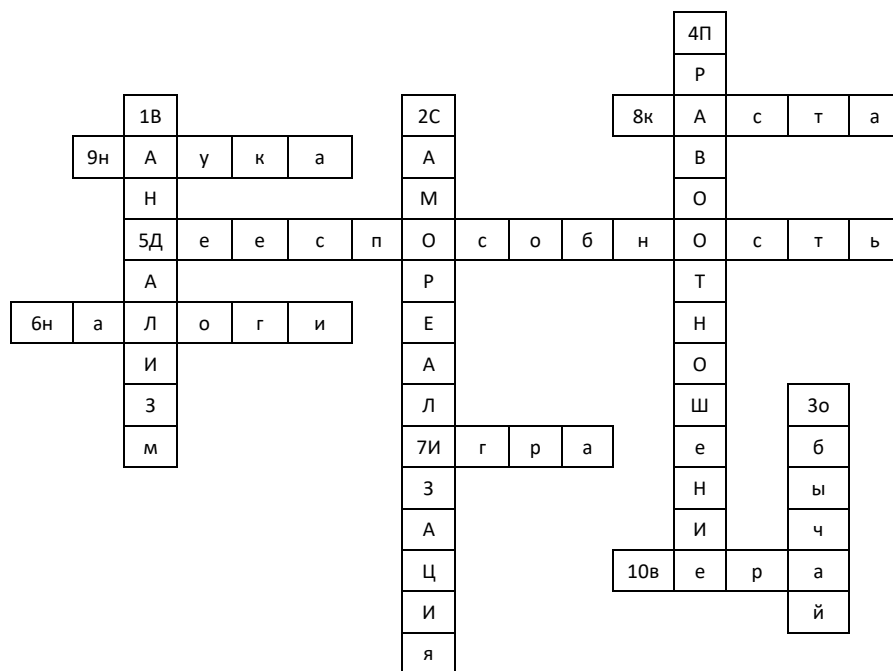 4П
Р
1В 2С 8к А с т а
9н А у к а А В
Н М О
5Д е е с п О с о б н О с т ь
А Р Т
6н а Л о г и Е Н
И А О
З Л Ш 3о
м 7И г р а е б
З Н ы
А И ч
Ц 10в е р а
И й
я